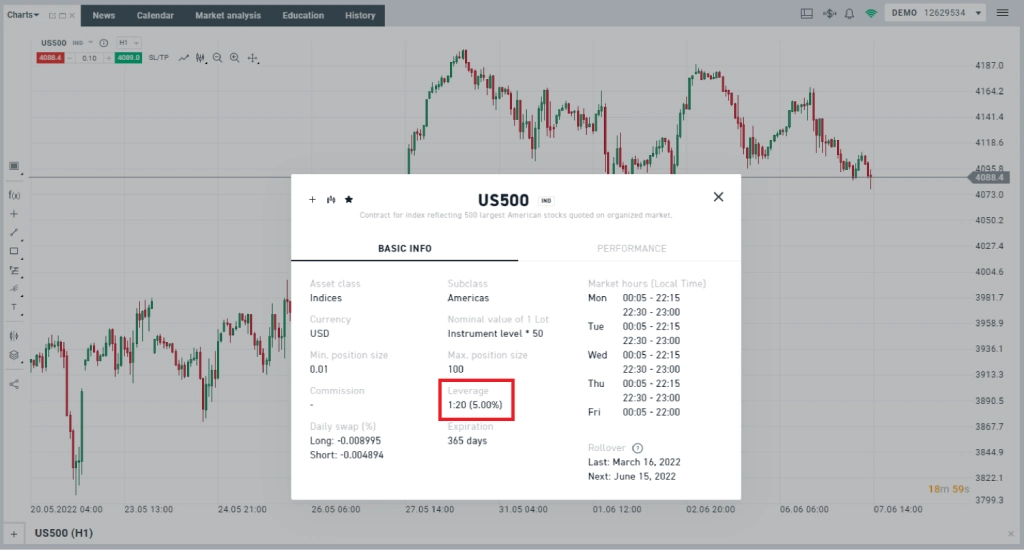 Charts
News
Calendar
Market analysis
Education
History
DEMO 12629534
US500 IND
H1
4088.4
0.10
4089.0
SL/TP
4187.0
4164.2
4141.4
4118.6
4095.8
4088.4
4073.0
4050.2
4027.4
4004.6
3981.7
3958.9
3936.1
3913.3
3890.5
3867.7
3844.9
3822.1
3799.3
f(x)
T
US500 IND
Contract for index reflecting 500 largest American stocks quoted on organized market.
BASIC INFO
PERFORMANCE
Asset class
Indices
Subclass
Americas
Currency
USD
Nominal value of 1 Lot
Instrument level * 50
Min. position size
0.01
Max. position size
100
Commission
-
Leverage
1:20 (5.00%)
Daily swap (%)
Long: -0.008995
Short: -0.004894
Expiration
365 days
Market hours (Local Time)
Mon 00:05 - 22:15
22:30 - 23:00
Tue 00:05 - 22:15
22:30 - 23:00
Wed 00:05 - 22:15
22:30 - 23:00
Thu 00:05 - 22:15
22:30 - 23:00
Fri 00:05 - 22:00
Rollover ?
Last: March 16, 2022
Next: June 15, 2022
18m 59s
20.05.2022 04:00
23.05 13:00
24.05 21:00
26.05 06:00
27.05 14:00
31.05 04:00
01.06 12:00
02.06 20:00
06.06 06:00
07.06 14:00
US500 (H1)